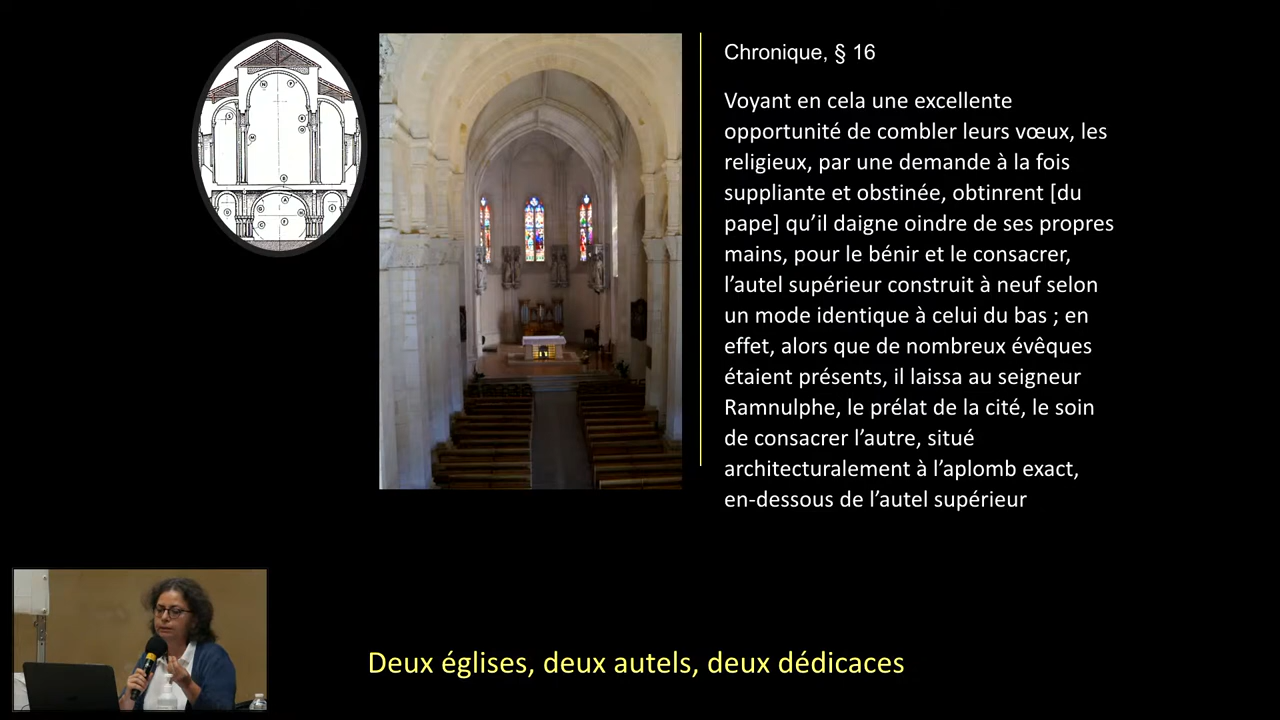 Chronique, § 16
Voyant en cela une excellente
opportunité de combler leurs vœux, les
religieux, par une demande à la fois
suppliante et obstinée, obtinrent [du
pape] qu’il daigne oindre de ses propres
mains, pour le bénir et le consacrer,
l’autel supérieur construit à neuf selon
un mode identique à celui du bas ; en
effet, alors que de nombreux évêques
étaient présents, il laissa au seigneur
Ramnulphe, le prélat de la cité, le soin
de consacrer l’autre, situé
architecturalement à l’aplomb exact,
en-dessous de l’autel supérieur
Deux églises, deux autels, deux dédicaces